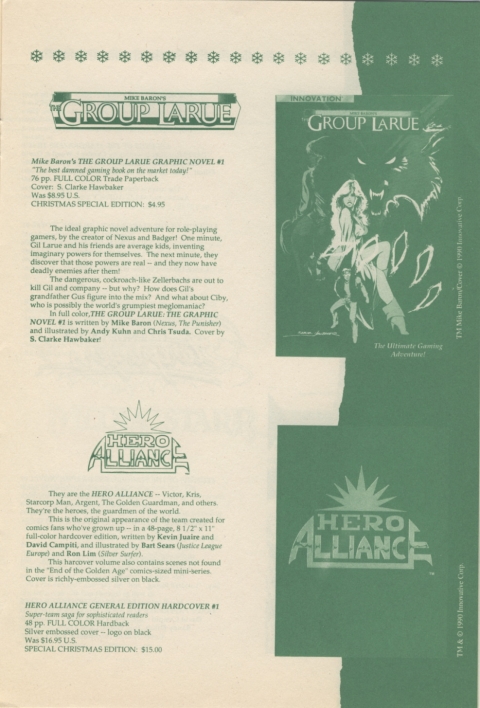 MIKE BARON'S
THE GROUP LARUE
Mike Baron's THE GROUP LARUE GRAPHIC NOVEL #1
"The best damned gaming book on the market today!"
76 pp. FULL COLOR Trade Paperback
Cover: S. Clarke Hawbaker
Was $8.95 U.S.
CHRISTMAS SPECIAL EDITION: $4.95
The ideal graphic novel adventure for role-playing
gamers, by the creator of Nexus and Badger! One minute,
Gil Larue and his friends are average kids, inventing
imaginary powers for themselves. The next minute, they
discover that those powers are real -- and they now have
deadly enemies after them!
The dangerous, cockroach-like Zellerbachs are out to
kill Gil and company -- but why? How does Gil's
grandfather Gus figure into the mix? And what about Ciby,
who is possibly the world's grumpiest meglomaniac?
In full color,THE GROUP LARUE: THE GRAPHIC
NOVEL #1 is written by Mike Baron (Nexus, The Punisher)
and illustrated by Andy Kuhn and Chris Tsuda. Cover by
S. Clarke Hawbaker!
INNOVATION
GROUP LARUE
The Ultimate Gaming
Adventure!
TM Mike Baron/Cover © 1990 Innovative Corp.
HERO
ALLIANCE
They are the HERO ALLIANCE -- Victor, Kris,
Starcorp Man, Argent, The Golden Guardman, and others.
They're the heroes, the guardmen of the world.
This is the original appearance of the team created for
comics fans who've grown up -- in a 48-page, 8 1/2" x 11"
full-color hardcover edition, written by Kevin Juaire and
David Campiti, and illustrated by Bart Sears (Justice League
Europe) and Ron Lim (Silver Surfer).
This harcover volume also contains scenes not found
in the "End of the Golden Age" comics-sized mini-series.
Cover is richly-embossed silver on black.
HERO ALLIANCE GENERAL EDITION HARDCOVER #1
Super-team saga for sophisticated readers
48 pp. FULL COLOR Hardback
Silver embossed cover -- logo on black
Was $16.95 U.S.
SPECIAL CHRISTMAS EDITION: $15.00
HERO
ALLIANCE
TM
TM & © 1990 Innovative Corp.